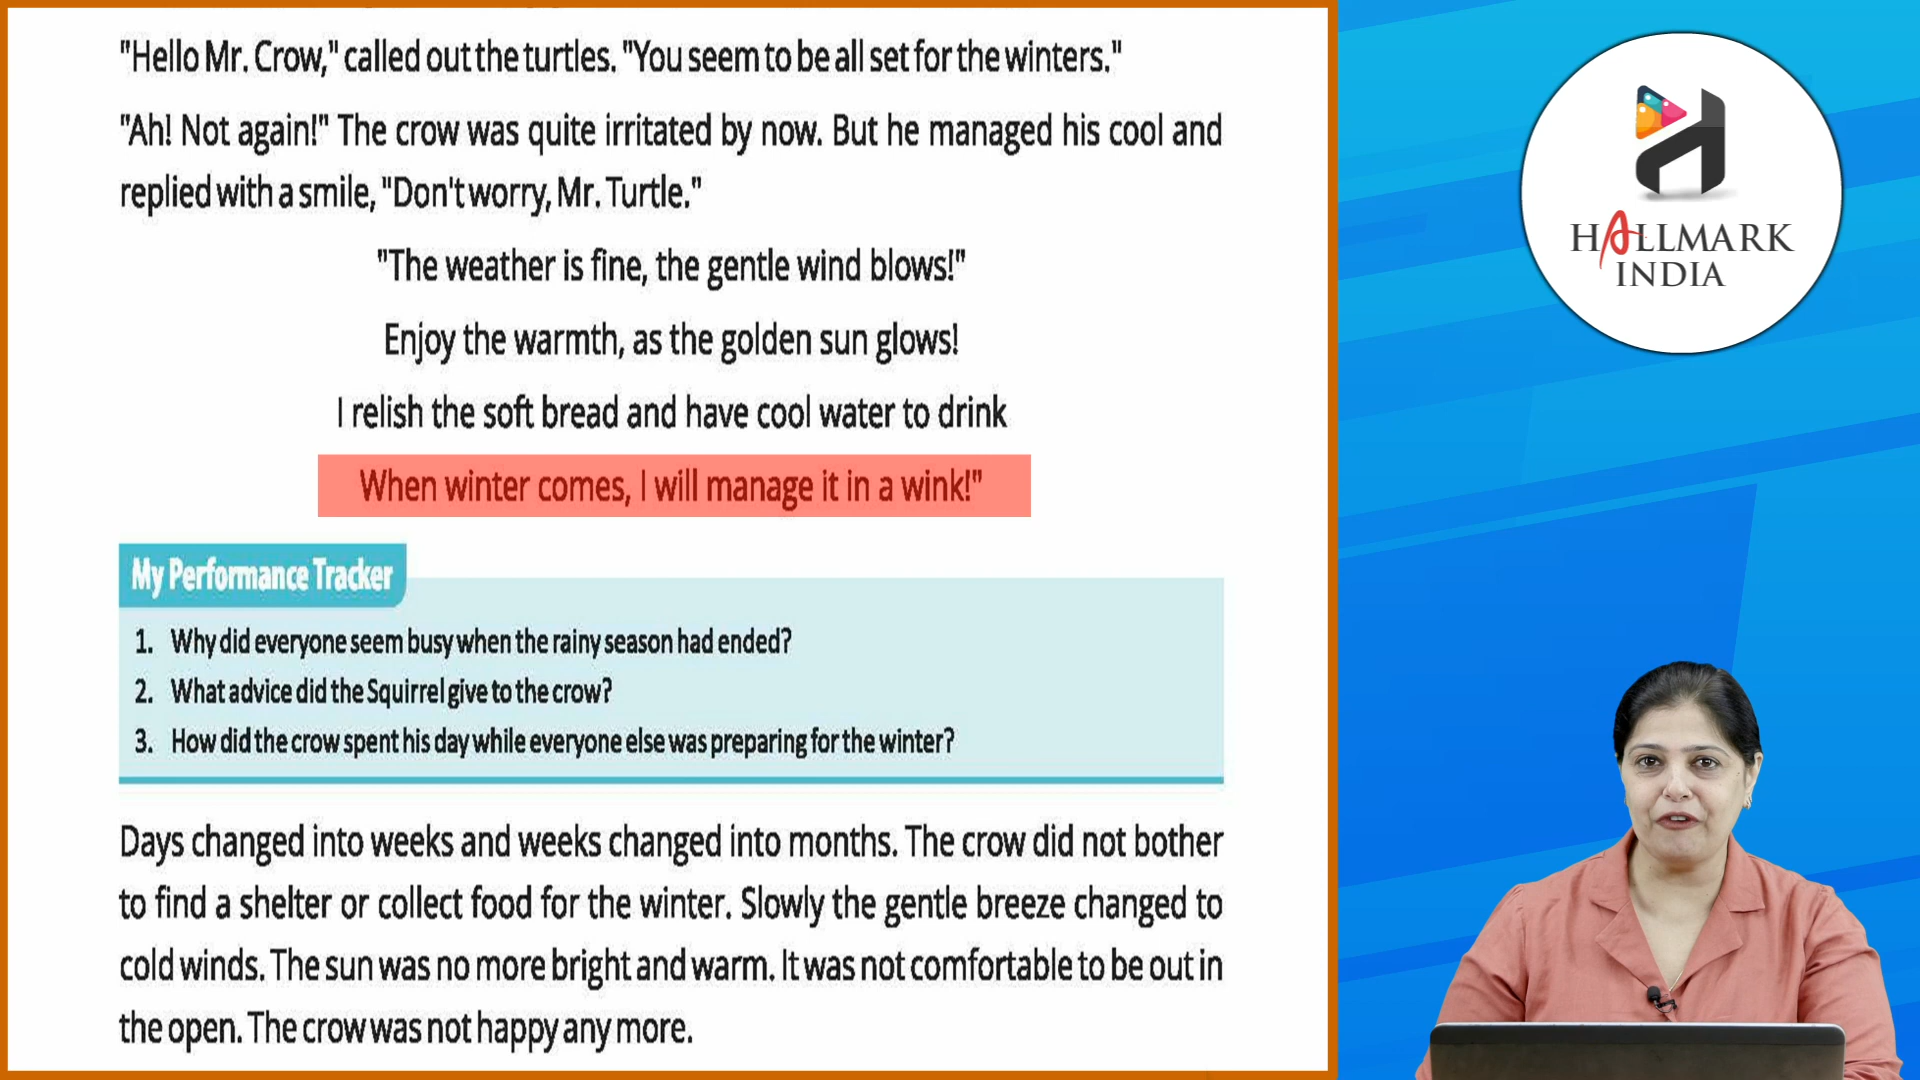 "Hello Mr. Crow," called out the turtles. "You seem to be all set for the winters."
"Ah! Not again!" The crow was quite irritated by now. But he managed his cool and
replied with a smile, "Don't worry, Mr. Turtle."
"The weather is fine, the gentle wind blows!"
Enjoy the warmth, as the golden sun glows!
I relish the soft bread and have cool water to drink
When winter comes, I will manage it in a wink!"
My Performance Tracker
1. Why did everyone seem busy when the rainy season had ended?
2. What advice did the Squirrel give to the crow?
3. How did the crow spent his day while everyone else was preparing for the winter?
Days changed into weeks and weeks changed into months. The crow did not bother
to find a shelter or collect food for the winter. Slowly the gentle breeze changed to
cold winds. The sun was no more bright and warm. It was not comfortable to be out in
the open. The crow was not happy any more.
HALLMARK
INDIA